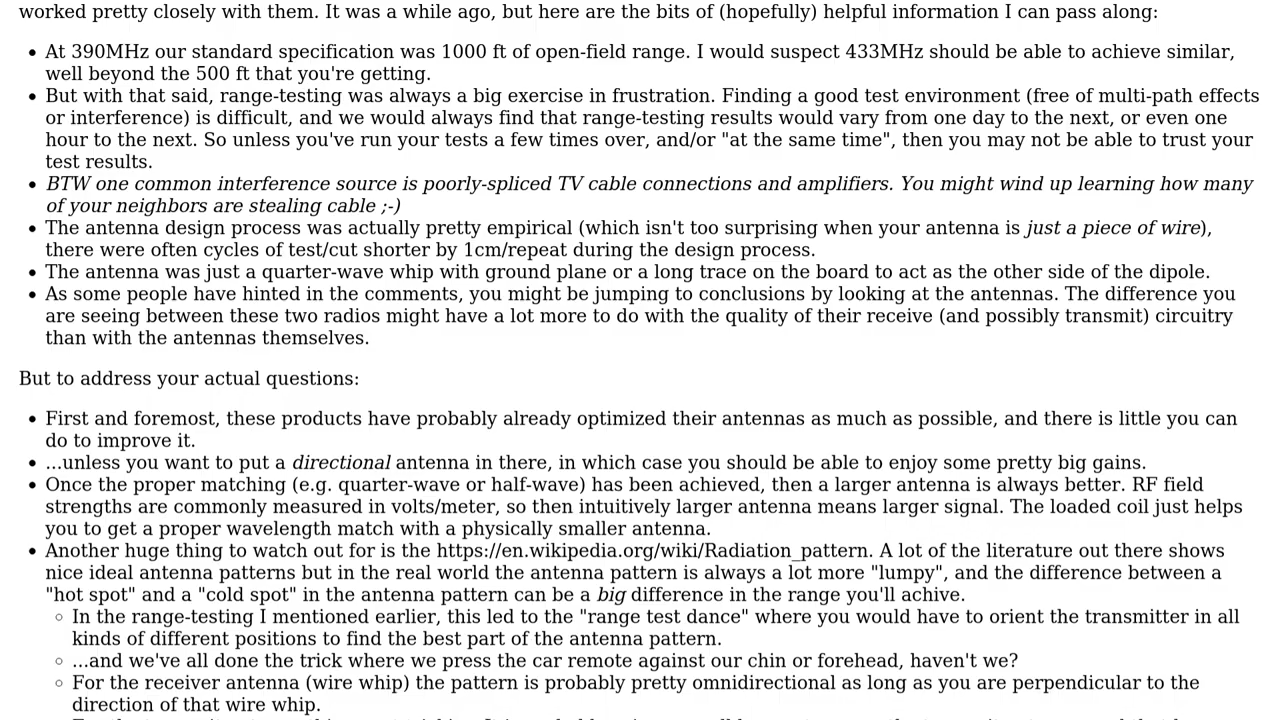 worked pretty closely with them. It was a while ago, but here are the bits of (hopefully) helpful information I can pass along:
At 390MHz our standard specification was 1000 ft of open-field range. I would suspect 433MHz should be able to achieve similar,
well beyond the 500 ft that you're getting.
But with that said, range-testing was always a big exercise in frustration. Finding a good test environment (free of multi-path effects
or interference) is difficult, and we would always find that range-testing results would vary from one day to the next, or even one
hour to the next. So unless you've run your tests a few times over, and/or "at the same time", then you may not be able to trust your
test results.
BTW one common interference source is poorly-spliced TV cable connections and amplifiers. You might wind up learning how many
of your neighbors are stealing cable ;-)
The antenna design process was actually pretty empirical (which isn't too surprising when your antenna is just a piece of wire),
there were often cycles of test/cut shorter by 1cm/repeat during the design process.
The antenna was just a quarter-wave whip with ground plane or a long trace on the board to act as the other side of the dipole.
As some people have hinted in the comments, you might be jumping to conclusions by looking at the antennas. The difference you
are seeing between these two radios might have a lot more to do with the quality of their receive (and possibly transmit) circuitry
than with the antennas themselves.
But to address your actual questions:
First and foremost, these products have probably already optimized their antennas as much as possible, and there is little you can
do to improve it.
...unless you want to put a directional antenna in there, in which case you should be able to enjoy some pretty big gains.
Once the proper matching (e.g. quarter-wave or half-wave) has been achieved, then a larger antenna is always better. RF field
strengths are commonly measured in volts/meter, so then intuitively larger antenna means larger signal. The loaded coil just helps
you to get a proper wavelength match with a physically smaller antenna.
Another huge thing to watch out for is the https://en.wikipedia.org/wiki/Radiation_pattern. A lot of the literature out there shows
nice ideal antenna patterns but in the real world the antenna pattern is always a lot more "lumpy", and the difference between a
"hot spot" and a "cold spot" in the antenna pattern can be a big difference in the range you'll achive.
In the range-testing I mentioned earlier, this led to the "range test dance" where you would have to orient the transmitter in all
kinds of different positions to find the best part of the antenna pattern.
...and we've all done the trick where we press the car remote against our chin or forehead, haven't we?
For the receiver antenna (wire whip) the pattern is probably pretty omnidirectional as long as you are perpendicular to the
direction of that wire whip.